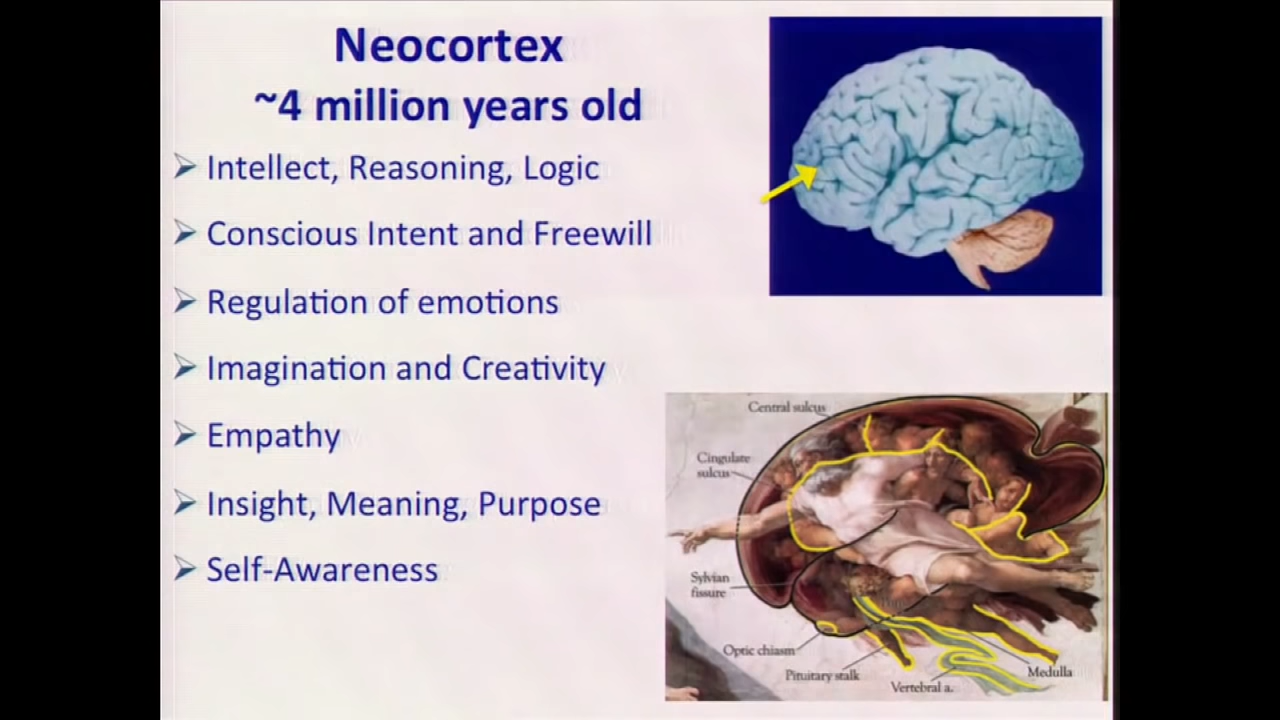 Neocortex
~4 million years old
Intellect, Reasoning, Logic
Conscious Intent and Freewill
Regulation of emotions
Imagination and Creativity
Empathy
Insight, Meaning, Purpose
Self-Awareness
Central sulcus
Cingulate
sulcus
Sylvian
fissure
Optic chiasm
Pituitary stalk
Vertebral a.
Medulla